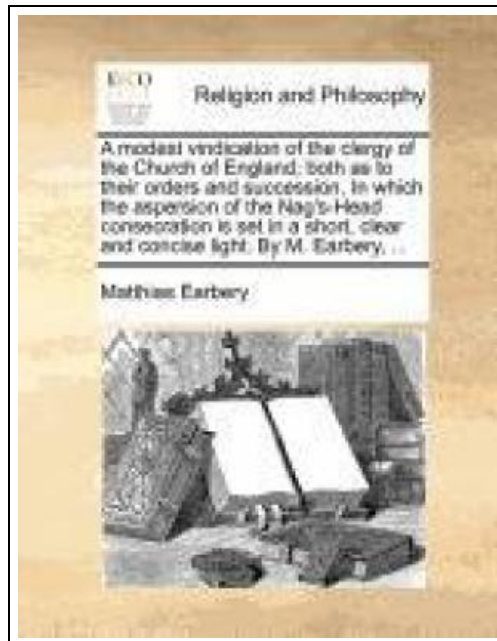 ECCO
Religion and Philosophy
A modest vindication of the clergy of
the Church of England; both as to
their orders and succession. In which
the aspersion of the Nag's-Head
consecration is set in a short, clear
and concise light. By M. Earbery, ...
Matthias Earbery